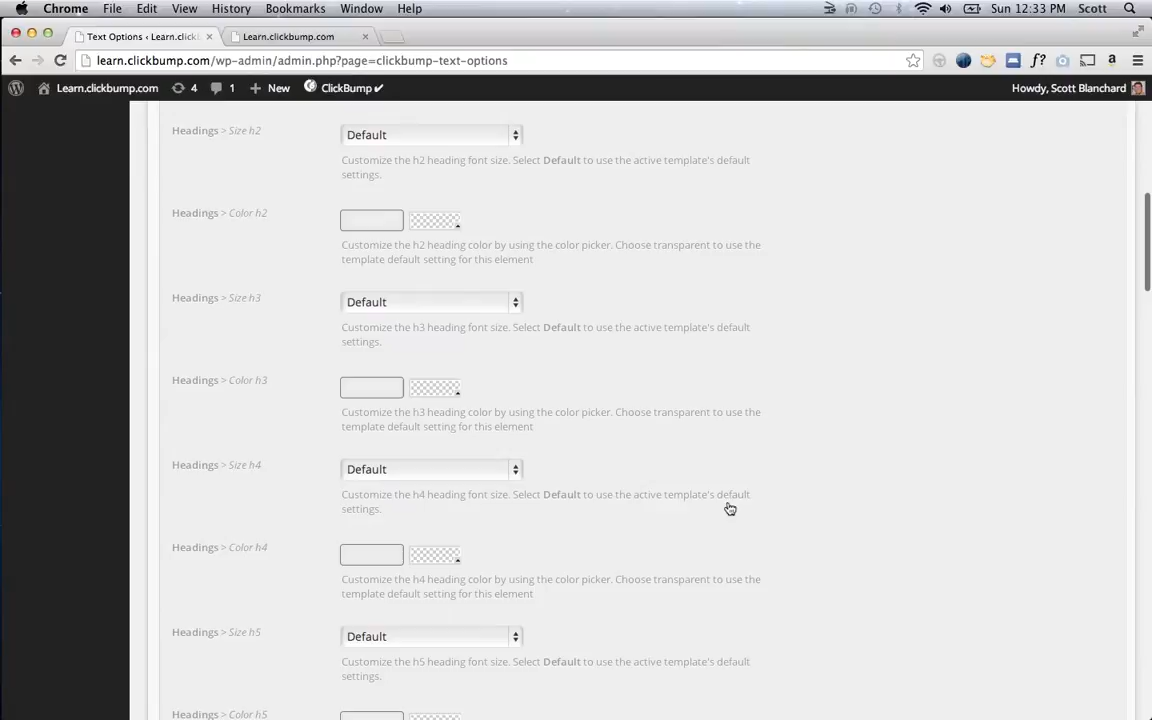 Chrome File Edit View History Bookmarks Window Help Sun 12:33 PM Scott
Text Options ‹ Learn.click Learn.clickbump.com
learn.clickbump.com/wp-admin/admin.php?page=clickbump-text-options
Learn.clickbump.com 4 1 New ClickBump✔ Howdy, Scott Blanchard
Headings > Size h2 Default
Customize the h2 heading font size. Select Default to use the active template's default
settings.
Headings > Color h2
Customize the h2 heading color by using the color picker. Choose transparent to use the
template default setting for this element
Headings > Size h3 Default
Customize the h3 heading font size. Select Default to use the active template's default
settings.
Headings > Color h3
Customize the h3 heading color by using the color picker. Choose transparent to use the
template default setting for this element
Headings > Size h4 Default
Customize the h4 heading font size. Select Default to use the active template's default
settings.
Headings > Color h4
Customize the h4 heading color by using the color picker. Choose transparent to use the
template default setting for this element
Headings > Size h5 Default
Customize the h5 heading font size. Select Default to use the active template's default
settings.
Headings > Color h5